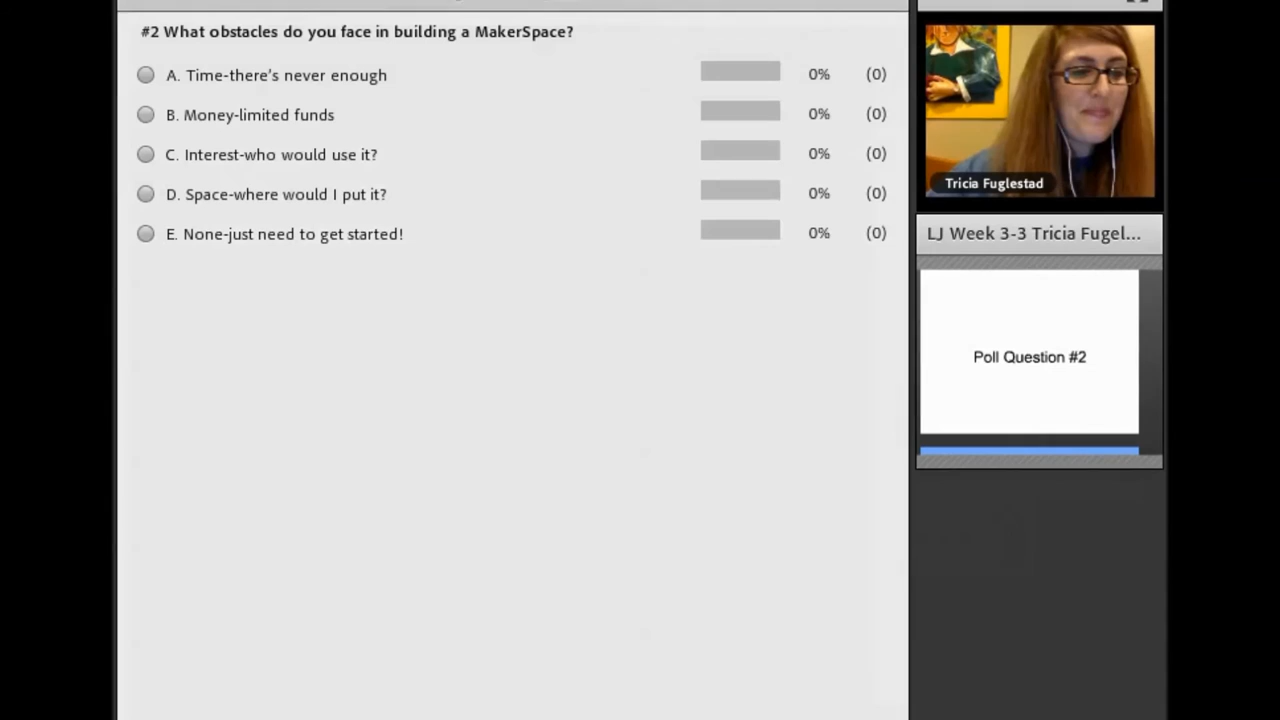 #2 What obstacles do you face in building a MakerSpace?
A. Time-there's never enough 0% (0)
B. Money-limited funds 0% (0)
C. Interest-who would use it? 0% (0)
D. Space-where would I put it? 0% (0)
E. None-just need to get started! 0% (0)
Tricia Fuglestad
LJ Week 3-3 Tricia Fugel...
Poll Question #2